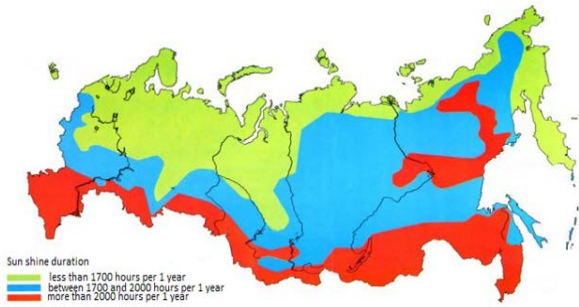 Sun shine duration
less than 1700 hours per 1 year
between 1700 and 2000 hours per 1 year
more than 2000 hours per 1 year